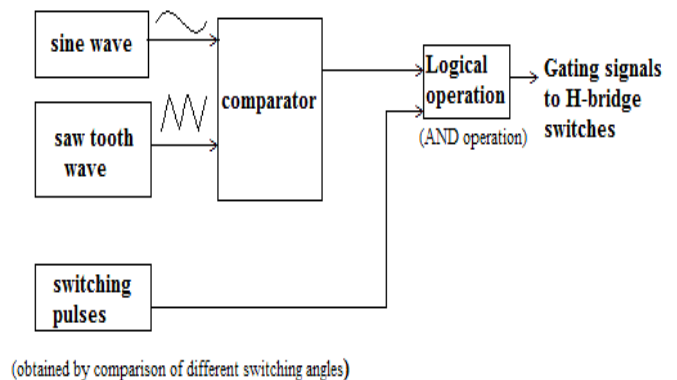 sine wave
saw tooth
wave
comparator
Logical
operation
(AND operation)
Gating signals
to H-bridge
switches
switching
pulses
(obtained by comparison of different switching angles)